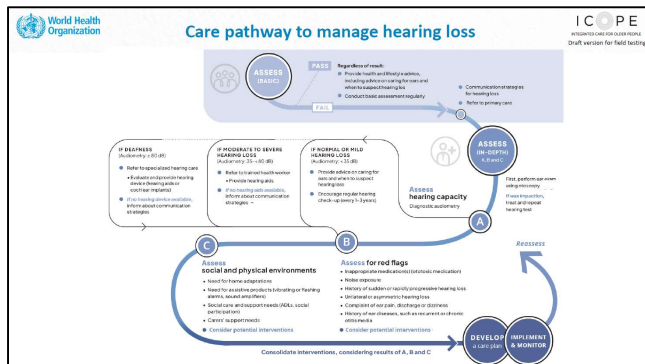 World Health
Organization
Care pathway to manage hearing loss
ICOPE
INTEGRATED CARE FOR OLDER PEOPLE
Draft version for field testing
ASSESS
(BASIC)
PASS
FAIL
Regardless of result:
• Provide health and lifestyle advice,
including advice on caring for ears and
when to suspect hearing loss
• Conduct basic assessment regularly
• Communication strategies
for hearing loss
• Refer to primary care
ASSESS
(IN-DEPTH)
A, B and C
IF DEAFNESS
(Audiometry: ≥ 80 dB)
• Refer to specialized hearing care
• Evaluate and provide hearing
device (hearing aids or
cochlear implants)
• If no hearing device available,
inform about communication
strategies
IF MODERATE TO SEVERE
HEARING LOSS
(Audiometry: 35-< 80 dB)
• Refer to trained health worker
• Provide hearing aids
• If no hearing aids available,
inform about communication
strategies
IF NORMAL OR MILD
HEARING LOSS
(Audiometry: < 35 dB)
• Provide advice on caring for
ears and when to suspect
hearing loss
• Encourage regular hearing
check-up (every 1-3 years)
Assess
hearing capacity
Diagnostic audiometry
A
First, perform ear exam
using otoscopy
If wax impaction,
treat and repeat
hearing test
Reassess
C
Assess
social and physical environments
• Need for home adaptations
• Need for assistive products (vibrating or flashing
alarms, sound amplifiers)
• Social care and support needs (ADLs, social
participation)
• Carers' support needs
Consider potential interventions
B
Assess for red flags
• Inappropriate medication(s) (ototoxic medication)
• Noise exposure
• History of sudden or rapidly progressive hearing loss
• Unilateral or asymmetric hearing loss
• Complaint of ear pain, discharge or dizziness
• History of ear diseases, such as recurrent or chronic
otitis media
Consider potential interventions
DEVELOP
a care plan
IMPLEMENT
& MONITOR
Consolidate interventions, considering results of A, B and C